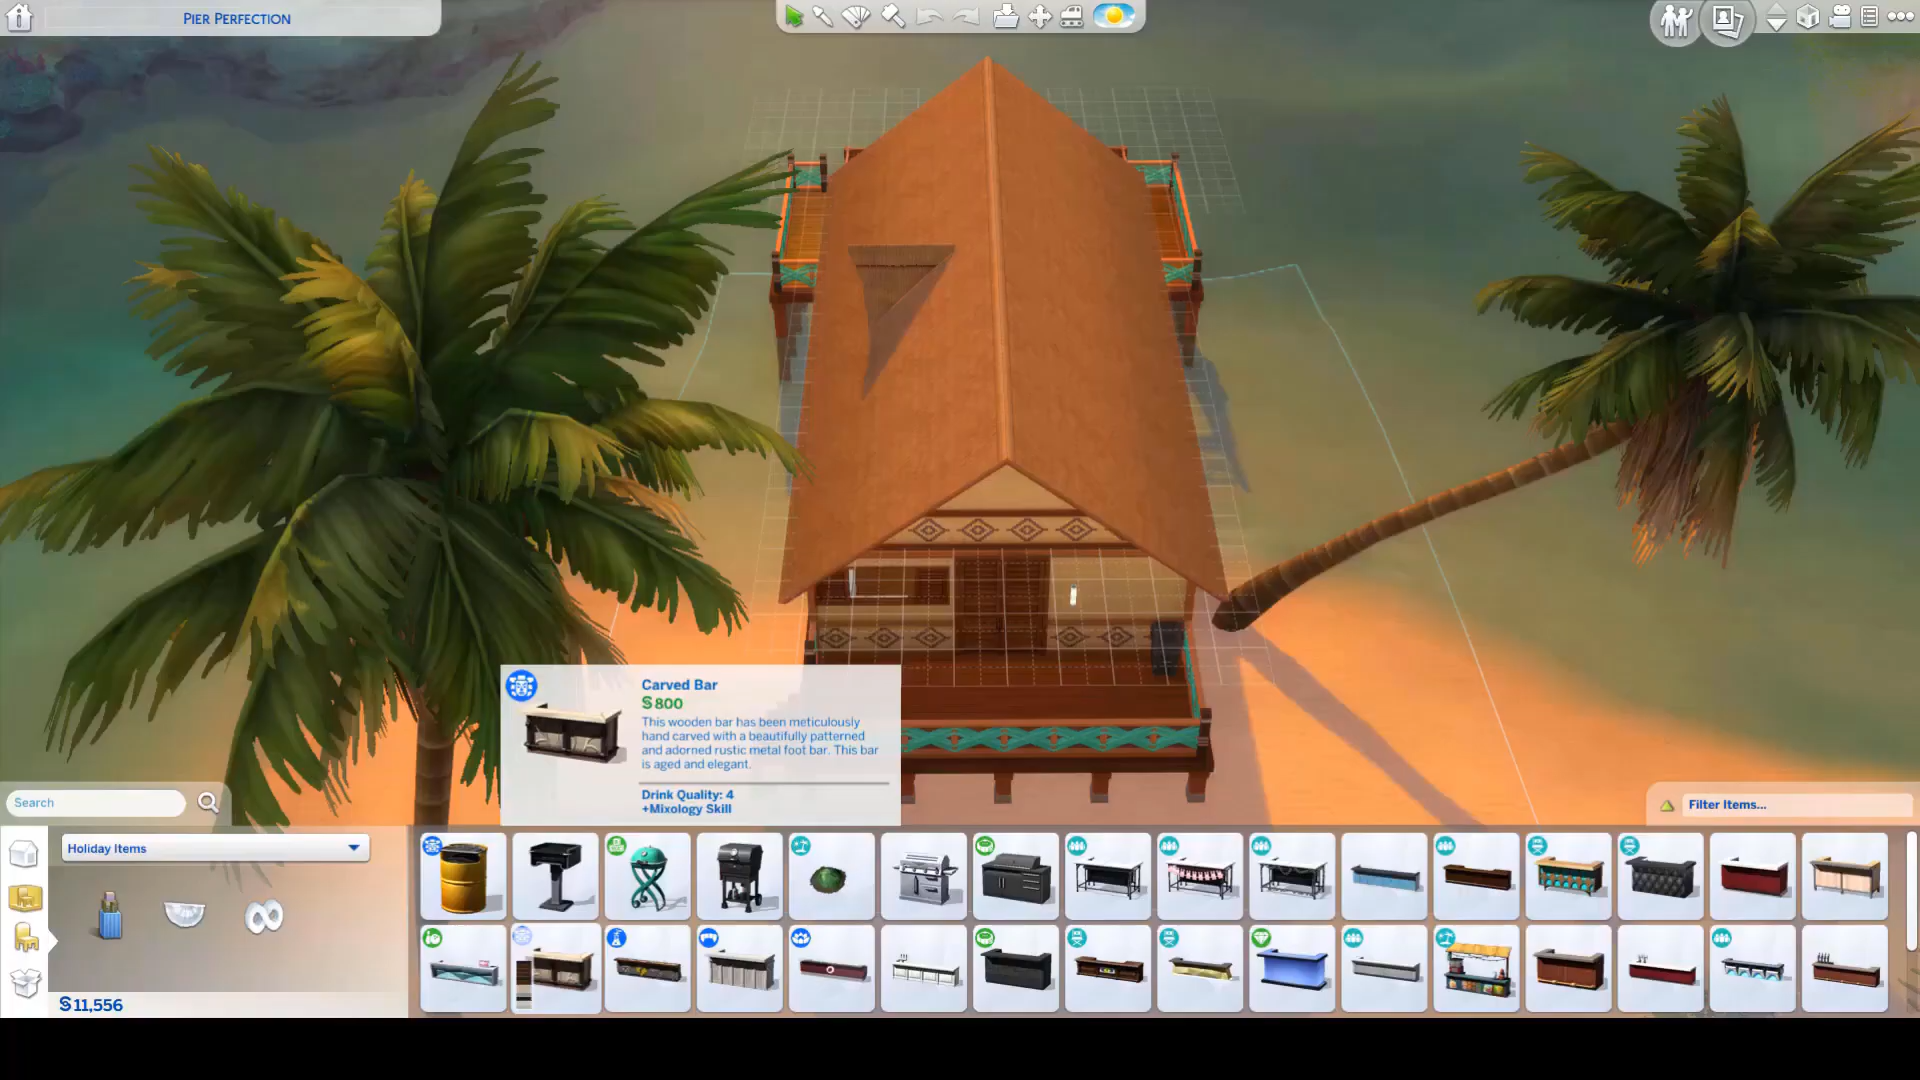 PIER PERFECTION
Carved Bar
§800
This wooden bar has been meticulously
hand carved with a beautifully patterned
and adorned rustic metal foot bar. This bar
is aged and elegant.
Drink Quality: 4
+Mixology Skill
Search
Filter Items...
Holiday Items
§11,556